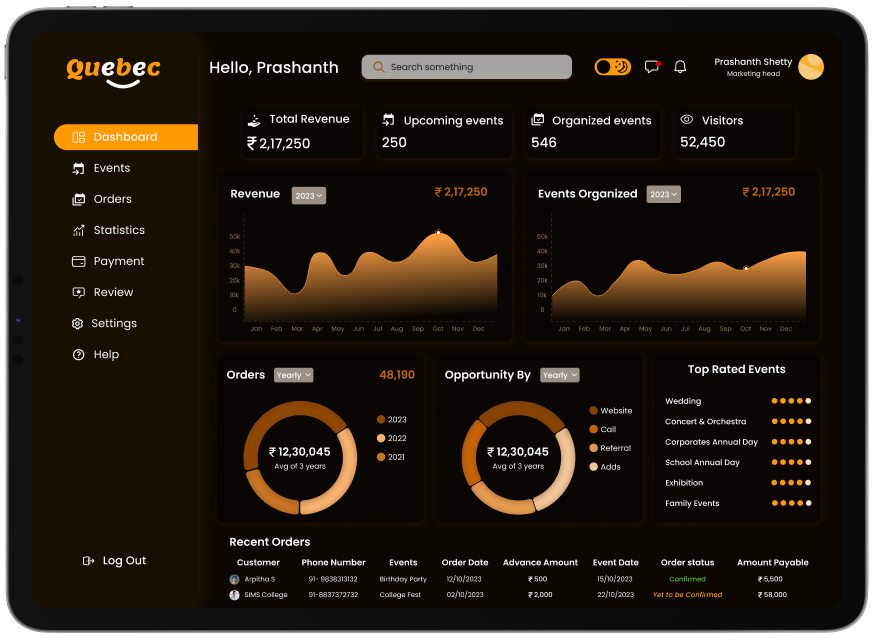 Quebec
Hello, Prashanth
Search something
Prashanth Shetty
Marketing head
Dashboard
Events
Orders
Statistics
Payment
Review
Settings
Help
Log Out
Total Revenue
₹ 2,17,250
Upcoming events
250
Organized events
546
Visitors
52,450
Revenue 2023 ₹ 2,17,250
50k
40k
30k
20k
10k
0
Jan Feb Mar Apr May Jun Jul Aug Sep Oct Nov Dec
Events Organized 2023 ₹ 2,17,250
50k
40k
30k
20k
10k
0
Jan Feb Mar Apr May Jun Jul Aug Sep Oct Nov Dec
Orders Yearly 48,190
₹ 12,30,045
Avg of 3 years
2023
2022
2021
Opportunity By Yearly
₹ 12,30,045
Avg of 3 years
Website
Call
Referral
Adds
Top Rated Events
Wedding
Concert & Orchestra
Corporates Annual Day
School Annual Day
Exhibition
Family Events
Recent Orders
Customer Phone Number Events Order Date Advance Amount Event Date Order status Amount Payable
Arpitha S 91- 9838313132 Birthday Party 12/10/2023 ₹ 500 15/10/2023 Confirmed ₹ 5,500
SIMS College 91-8837372732 College Fest 02/10/2023 ₹ 2,000 22/10/2023 Yet to be Confirmed ₹ 58,000